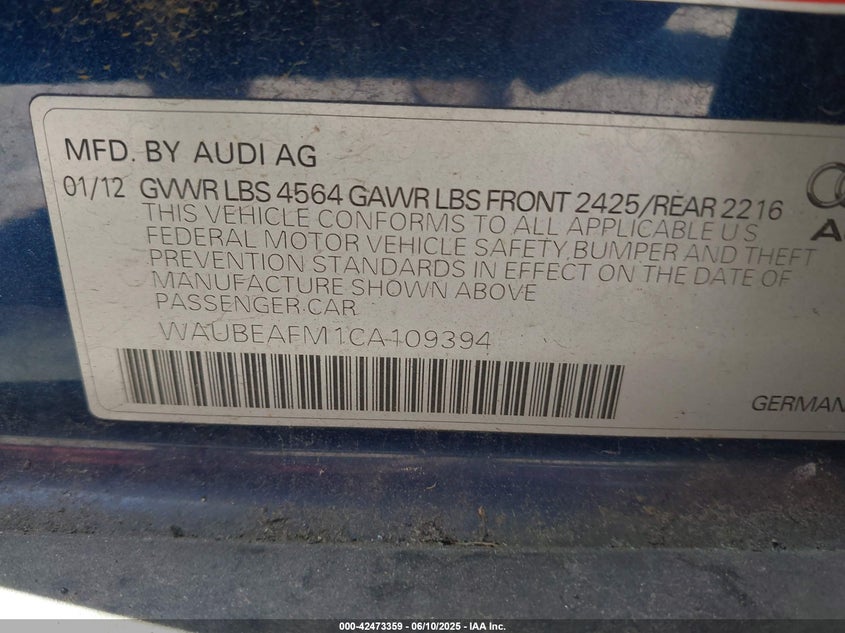 MFD. BY AUDI AG
01/12 GVWR LBS 4564 GAWR LBS FRONT 2425/REAR 2216
THIS VEHICLE CONFORMS TO ALL APPLICABLE U S
FEDERAL MOTOR VEHICLE SAFETY, BUMPER AND THEFT
PREVENTION STANDARDS IN EFFECT ON THE DATE OF
MANUFACTURE SHOWN ABOVE
PASSENGER CAR
WAUBEAFM1CA109394
GERMAN
000-42473359 - 06/10/2025 - IAA Inc.